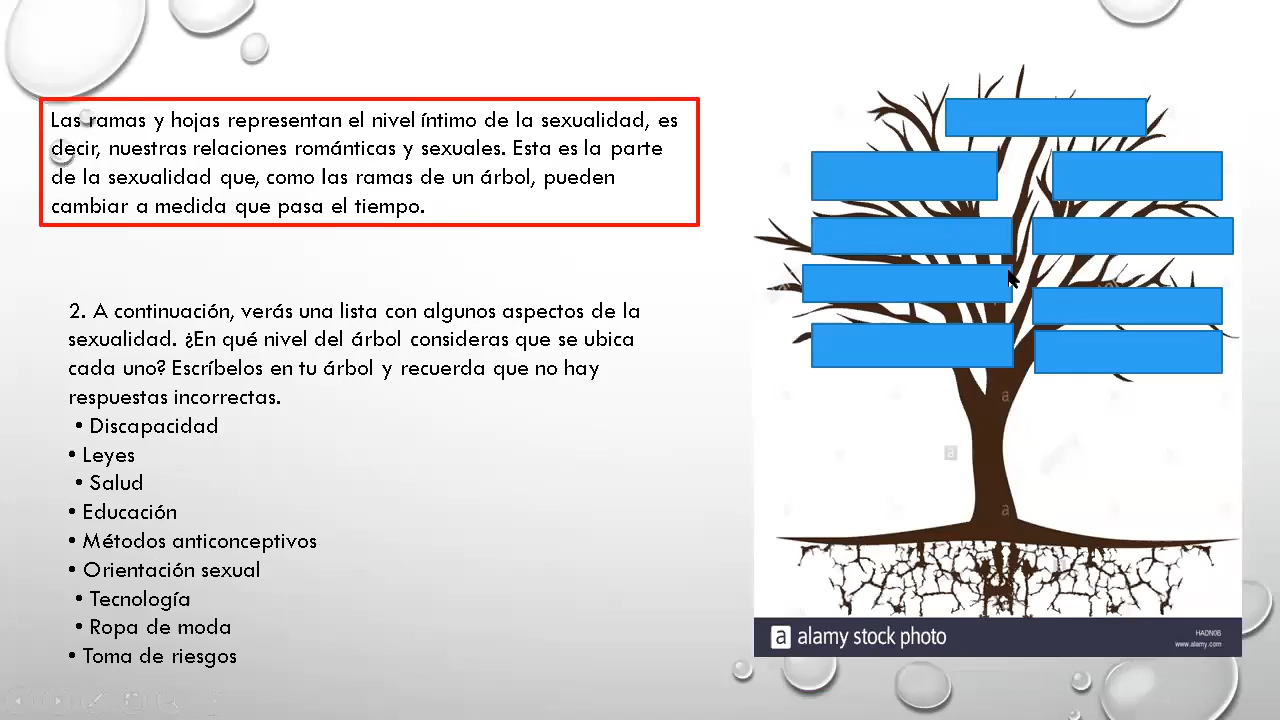 Las ramas y hojas representan el nivel íntimo de la sexualidad, es
decir, nuestras relaciones románticas y sexuales. Esta es la parte
de la sexualidad que, como las ramas de un árbol, pueden
cambiar a medida que pasa el tiempo.
2. A continuación, verás una lista con algunos aspectos de la
sexualidad. ¿En qué nivel del árbol consideras que se ubica
cada uno? Escríbelos en tu árbol y recuerda que no hay
respuestas incorrectas.
• Discapacidad
• Leyes
• Salud
• Educación
• Métodos anticonceptivos
• Orientación sexual
• Tecnología
• Ropa de moda
• Toma de riesgos
a
a
a
a alamy stock photo
HADN0B
www.alamy.com